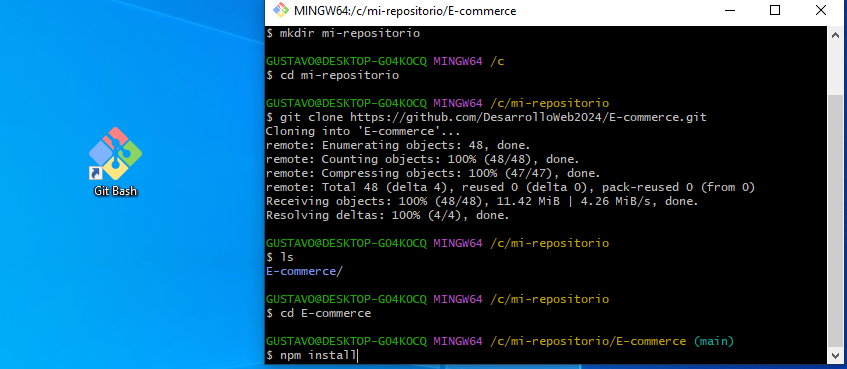 MINGW64:/c/mi-repositorio/E-commerce
$ mkdir mi-repositorio
GUSTAVO@DESKTOP-GO4KOCQ MINGW64 /c
$ cd mi-repositorio
GUSTAVO@DESKTOP-GO4KOCQ MINGW64 /c/mi-repositorio
$ git clone https://github.com/DesarrolloWeb2024/E-commerce.git
Cloning into 'E-commerce'...
remote: Enumerating objects: 48, done.
remote: Counting objects: 100% (48/48), done.
remote: Compressing objects: 100% (47/47), done.
remote: Total 48 (delta 4), reused 0 (delta 0), pack-reused 0 (from 0)
Receiving objects: 100% (48/48), 11.42 MiB | 4.26 MiB/s, done.
Resolving deltas: 100% (4/4), done.
GUSTAVO@DESKTOP-GO4KOCQ MINGW64 /c/mi-repositorio
$ ls
E-commerce/
GUSTAVO@DESKTOP-GO4KOCQ MINGW64 /c/mi-repositorio
$ cd E-commerce
GUSTAVO@DESKTOP-GO4KOCQ MINGW64 /c/mi-repositorio/E-commerce (main)
$ npm install
Git Bash